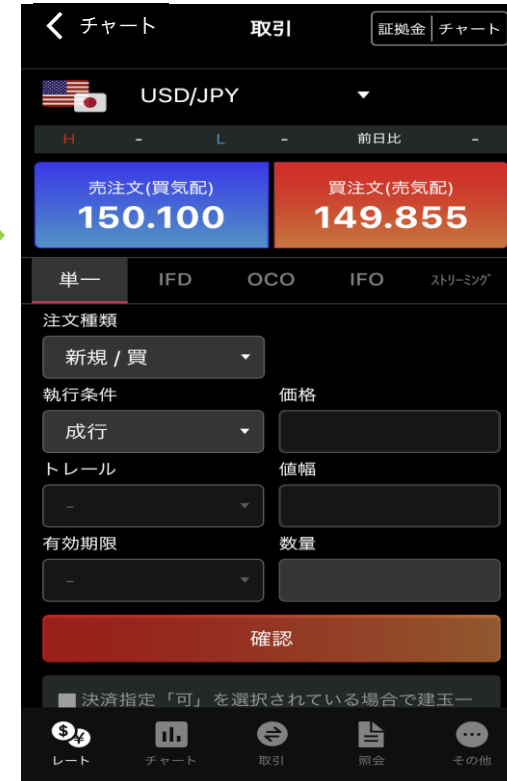 チャート 取引 証拠金 チャート
USD/JPY
H - L - 前日比 -
売注文(買気配) 買注文(売気配)
150.100 149.855
単一 IFD OCO IFO ストリーミング
注文種類
新規 / 買
執行条件 価格
成行
トレール 値幅
-
有効期限 数量
-
確認
■ 決済指定「可」を選択されている場合で建玉一
レート チャート 取引 照会 その他